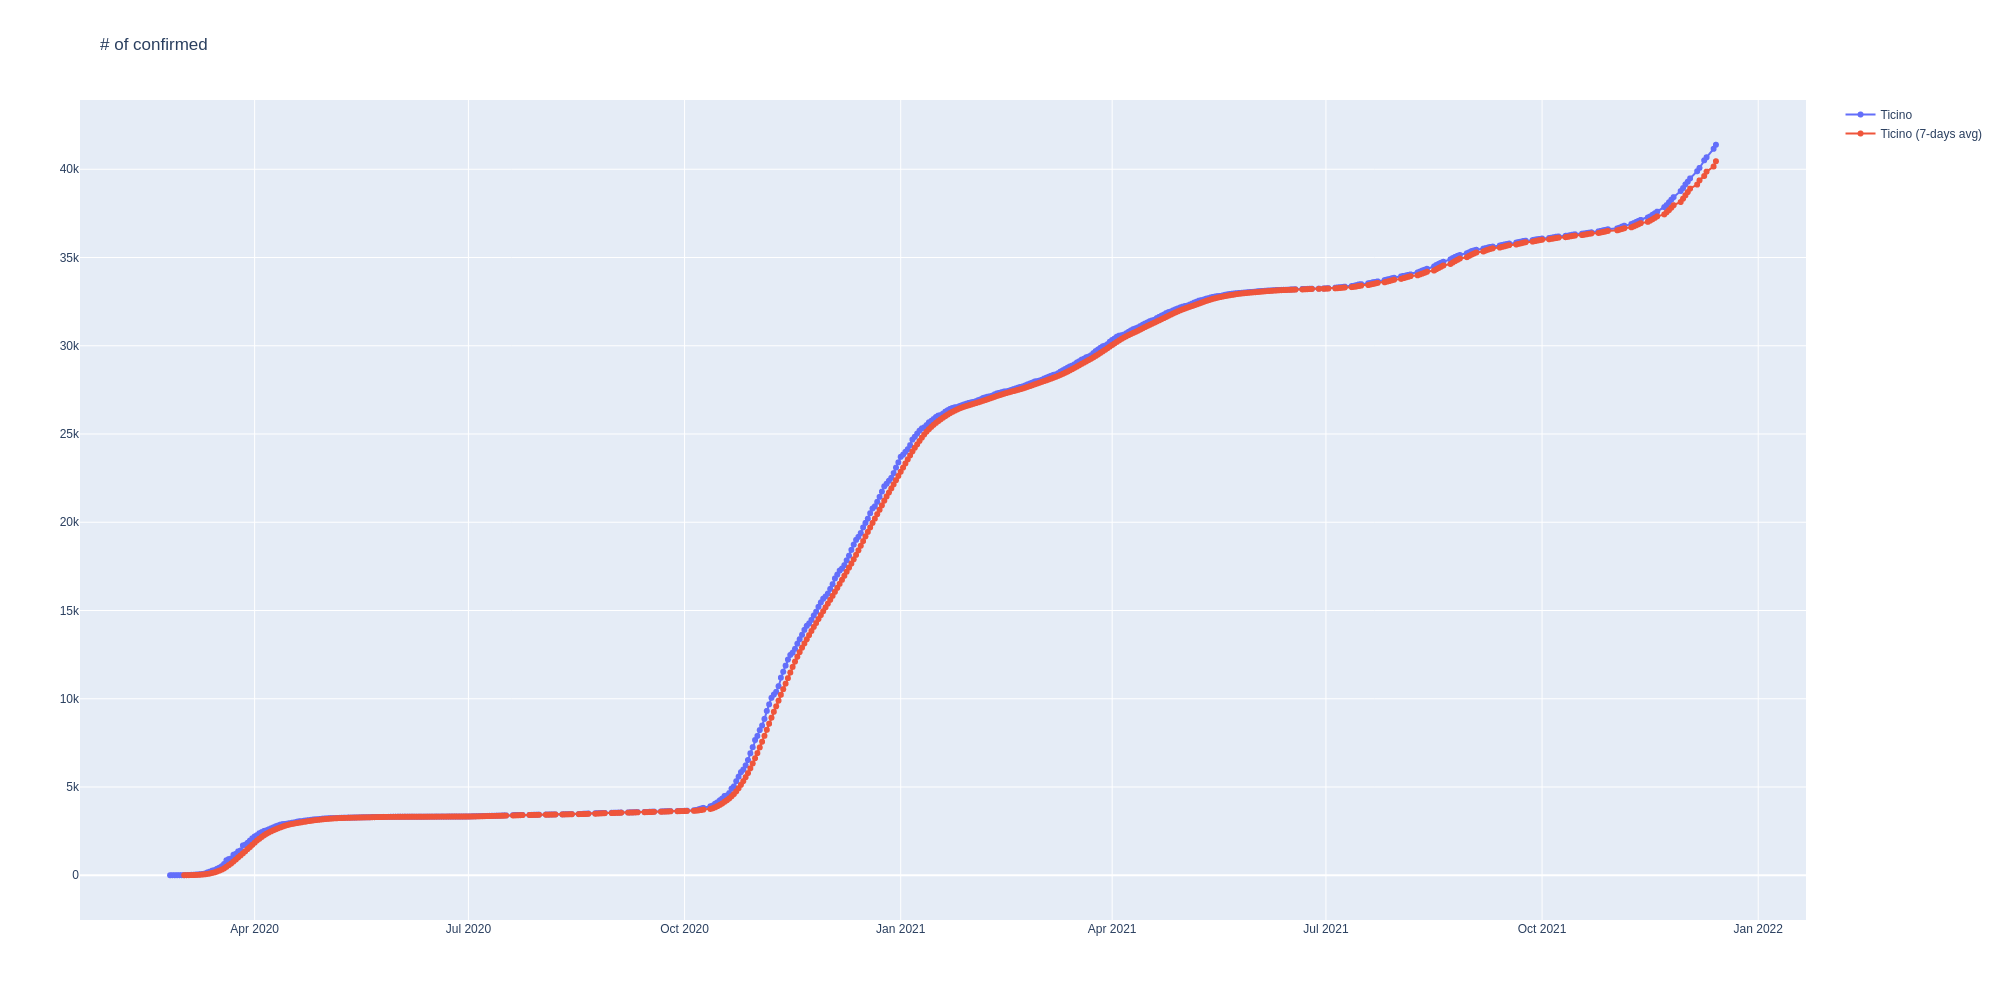 # of confirmed
Ticino
Ticino (7-days avg)
40k
35k
30k
25k
20k
15k
10k
5k
0
Apr 2020
Jul 2020
Oct 2020
Jan 2021
Apr 2021
Jul 2021
Oct 2021
Jan 2022